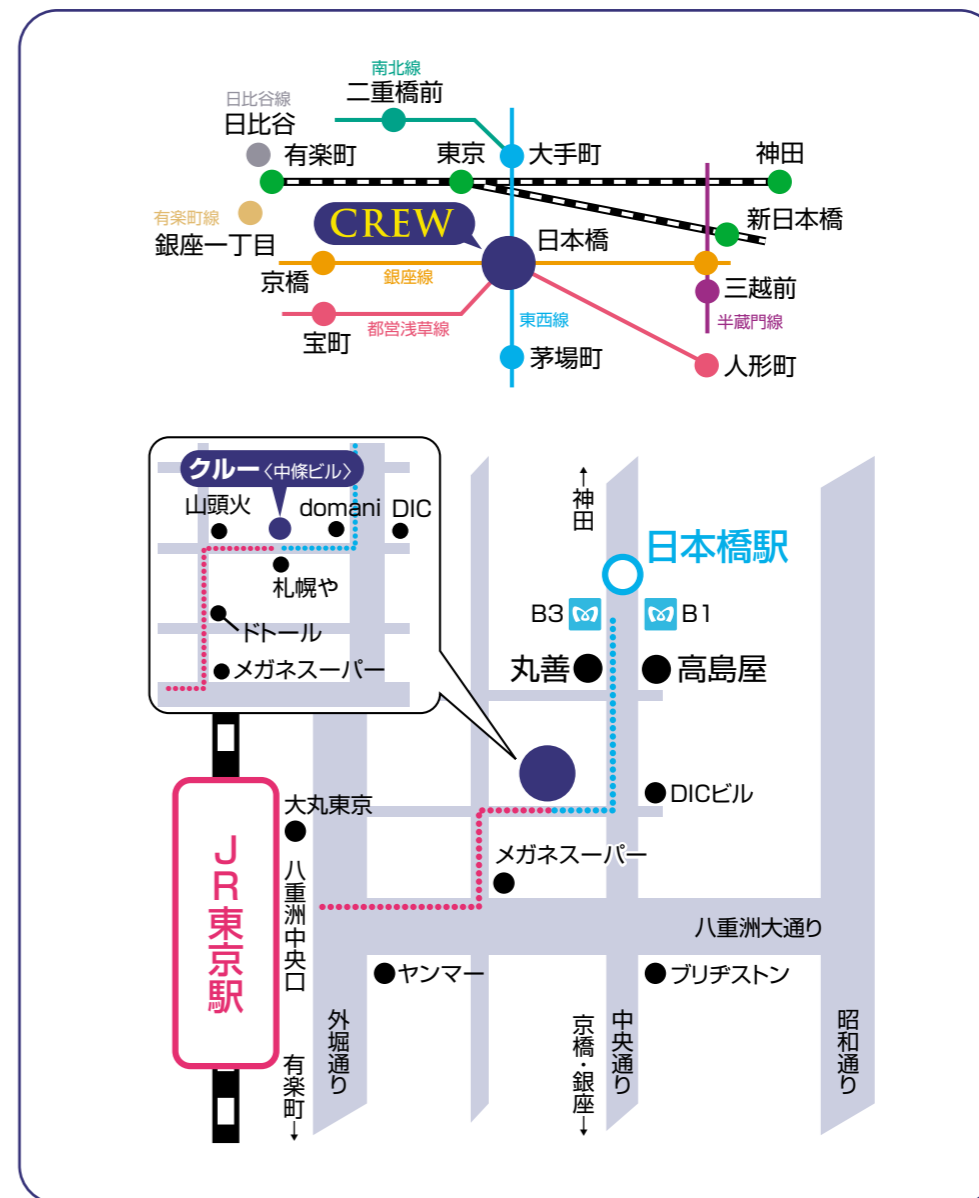 南北線
二重橋前
日比谷線
日比谷
有楽町
東京
大手町
神田
有楽町線
銀座一丁目
CREW
日本橋
新日本橋
京橋
銀座線
三越前
宝町
都営浅草線
東西線
半蔵門線
茅場町
人形町
クルー〈中條ビル〉
山頭火
domani
DIC
札幌や
ドトール
メガネスーパー
←神田
日本橋駅
B3
B1
丸善
高島屋
DICビル
大丸東京
メガネスーパー
JR東京駅
八重洲中央口
八重洲大通り
ヤンマー
ブリヂストン
有楽町→
外堀通り
京橋・銀座→
中央通り
昭和通り